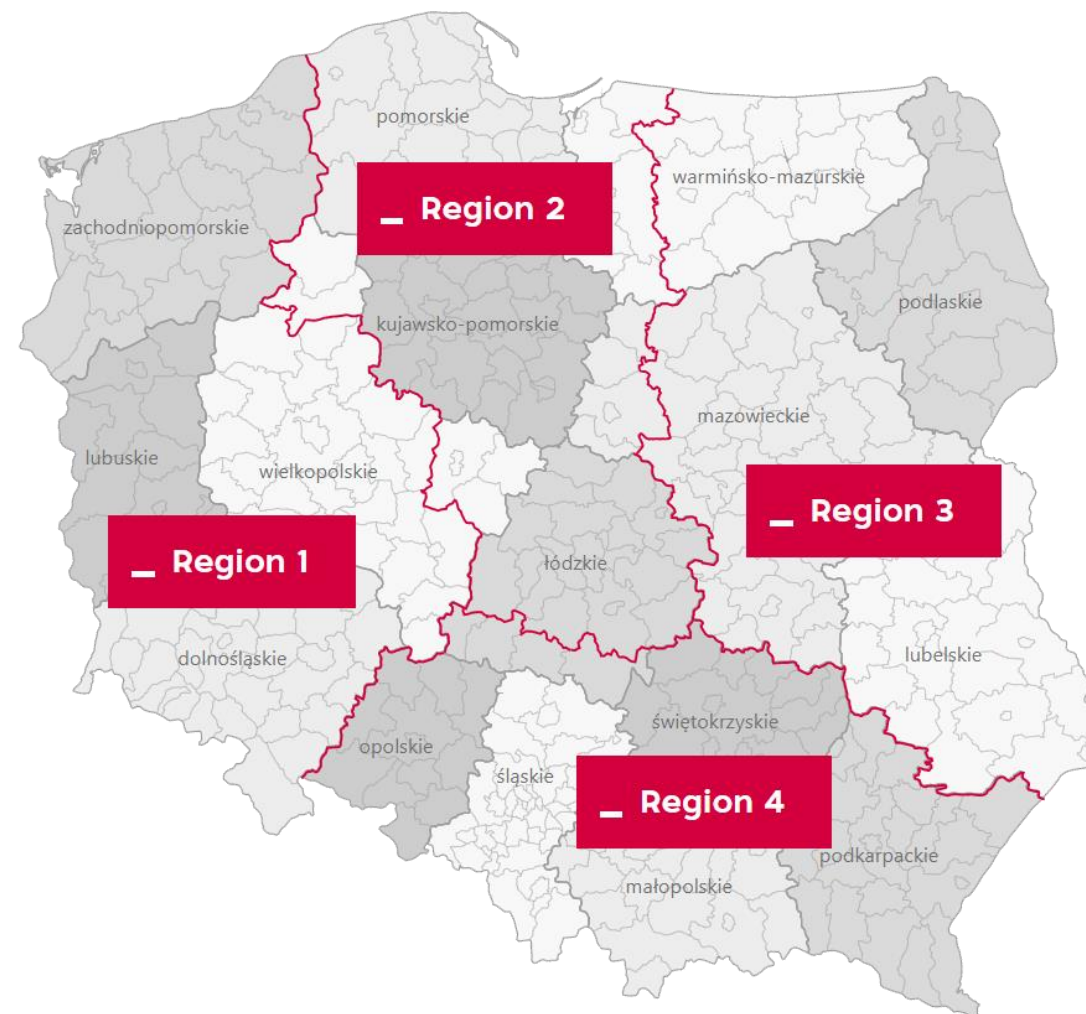 pomorskie
warmińsko-mazurskie
_ Region 2
zachodniopomorskie
podlaskie
kujawsko-pomorskie
mazowieckie
lubuskie
wielkopolskie
_ Region 3
_ Region 1
łódzkie
dolnośląskie
lubelskie
świętokrzyskie
opolskie
śląskie
_ Region 4
podkarpackie
małopolskie